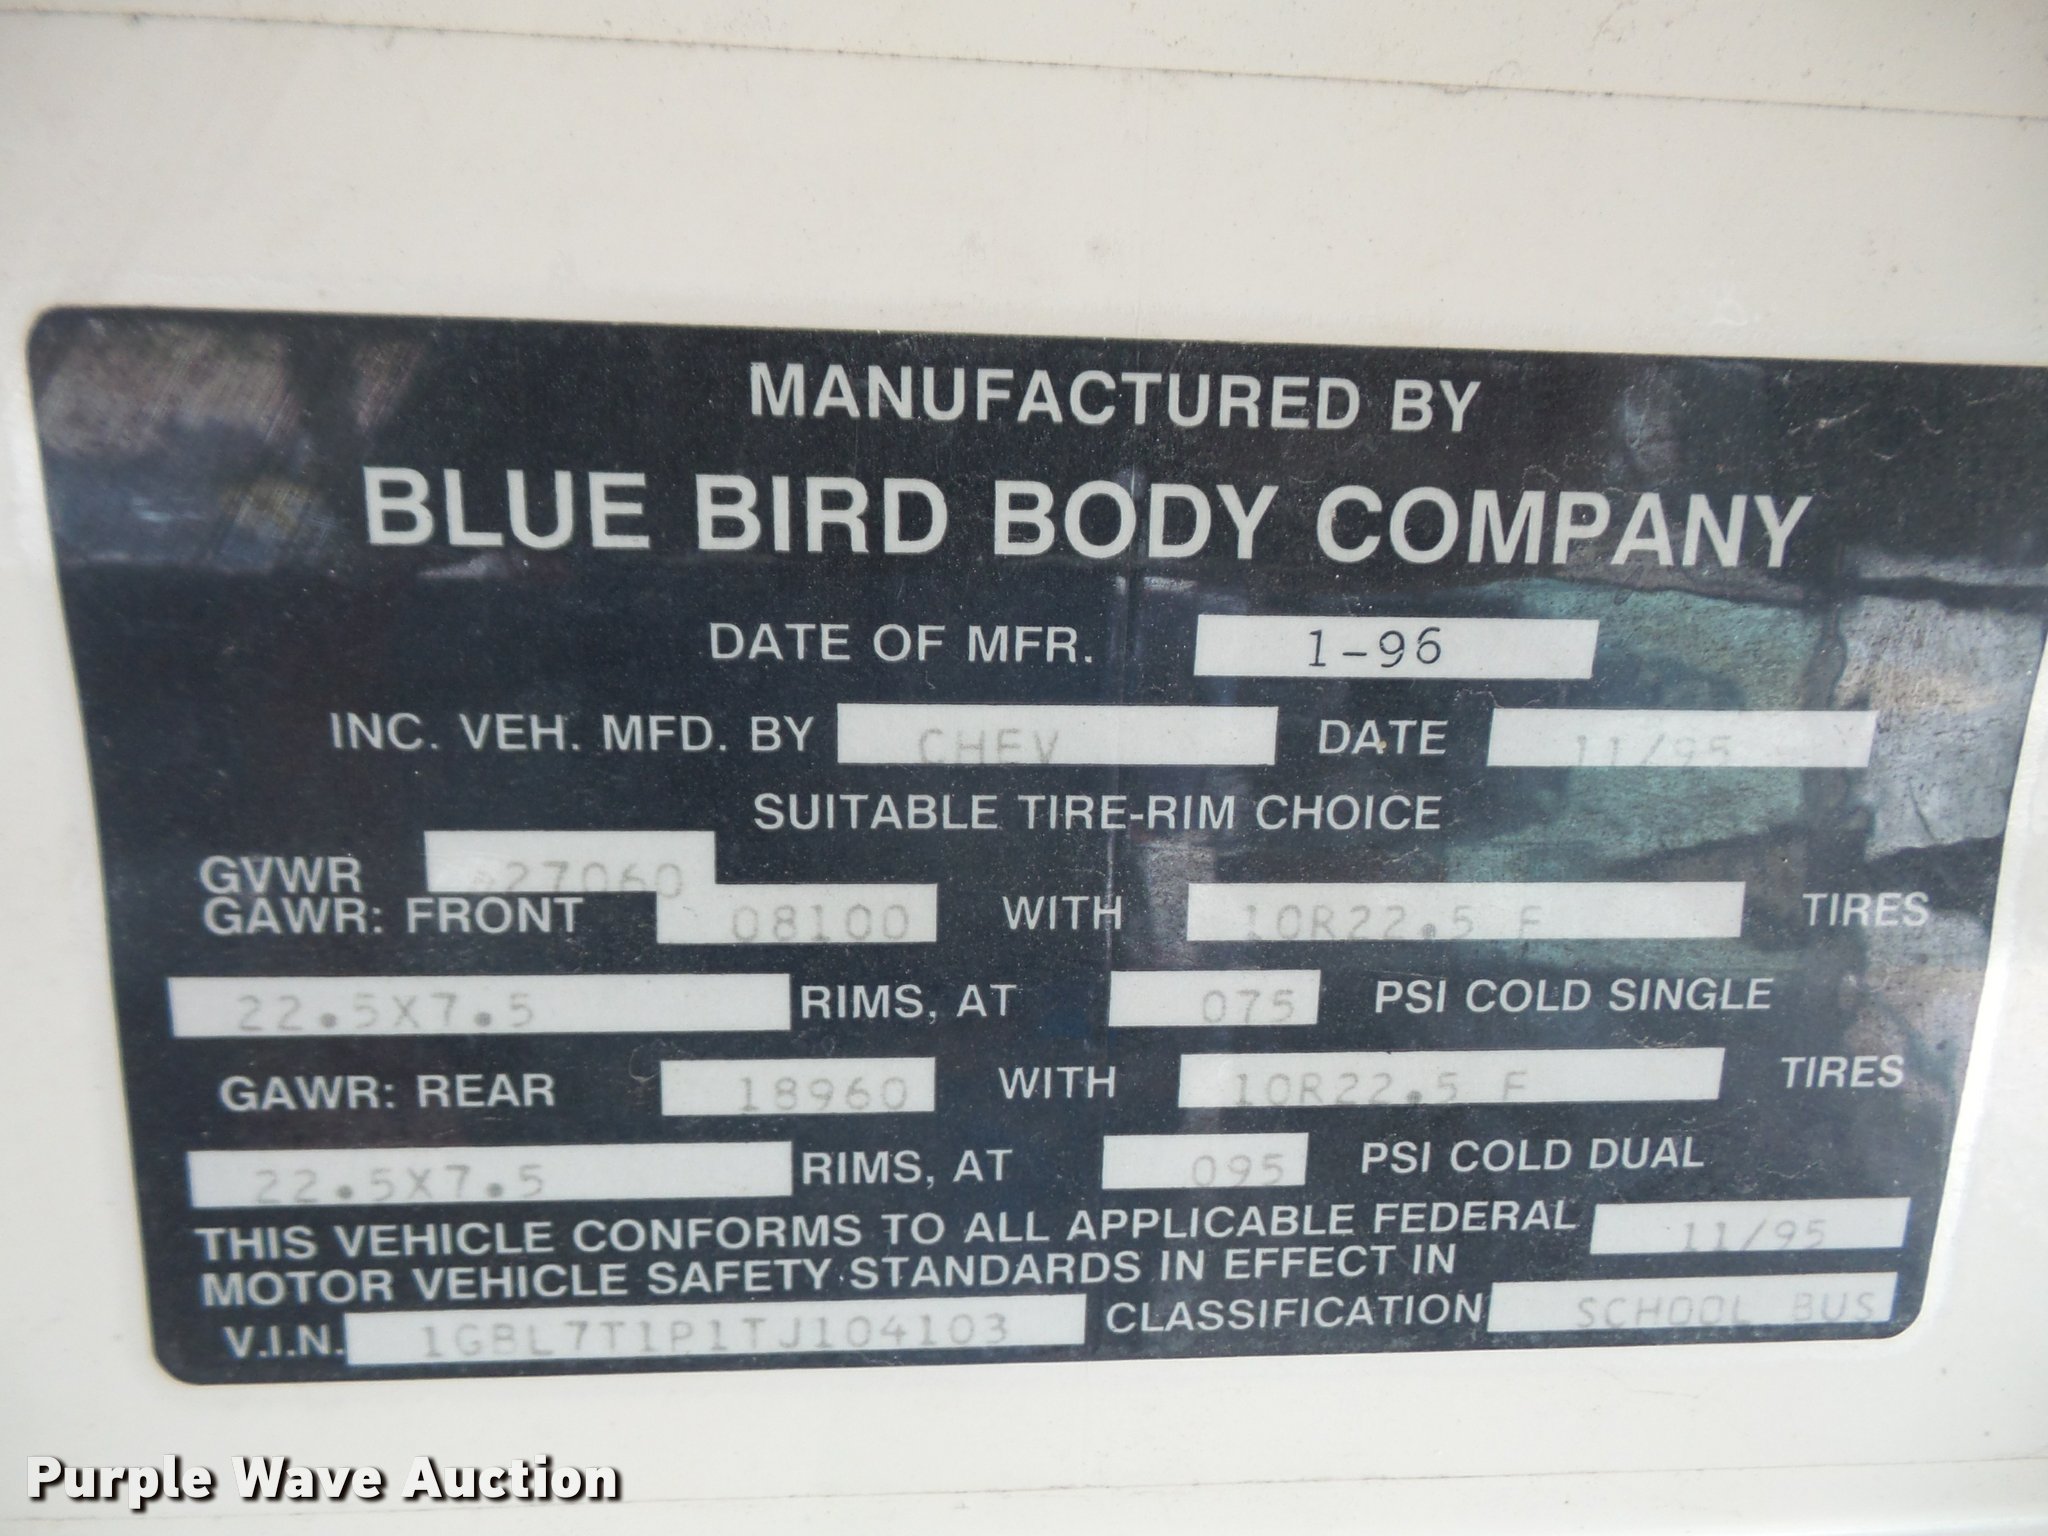 MANUFACTURED BY
BLUE BIRD BODY COMPANY
DATE OF MFR. 1-96
INC. VEH. MFD. BY CHEV DATE 11/95
SUITABLE TIRE-RIM CHOICE
GVWR 27060
GAWR: FRONT 08100 WITH 10R22.5 F TIRES
22.5X7.5 RIMS, AT 075 PSI COLD SINGLE
GAWR: REAR 18960 WITH 10R22.5 F TIRES
22.5X7.5 RIMS, AT 095 PSI COLD DUAL
THIS VEHICLE CONFORMS TO ALL APPLICABLE FEDERAL
MOTOR VEHICLE SAFETY STANDARDS IN EFFECT IN 11/95
V.I.N. 1GBL7T1P1TJ104103 CLASSIFICATION SCHOOL BUS
Purple Wave Auction